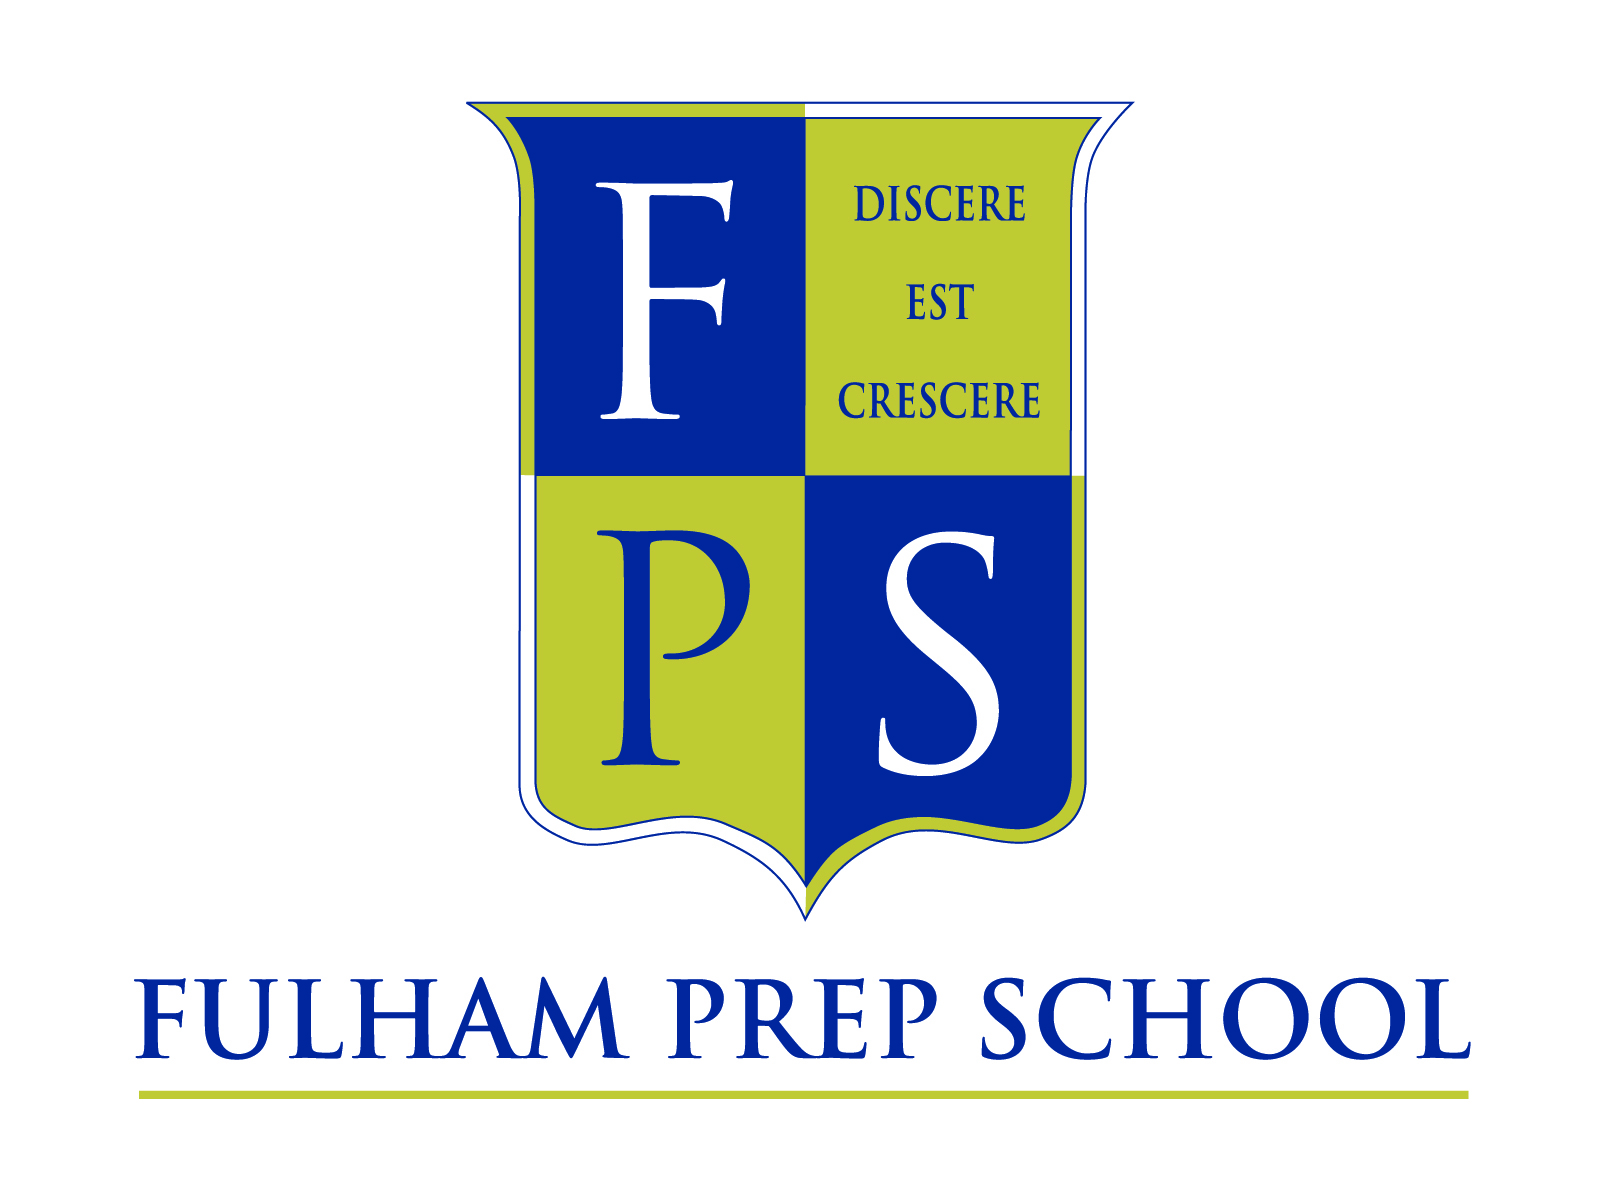 F
DISCERE
EST
CRESCERE
P
S
FULHAM PREP SCHOOL